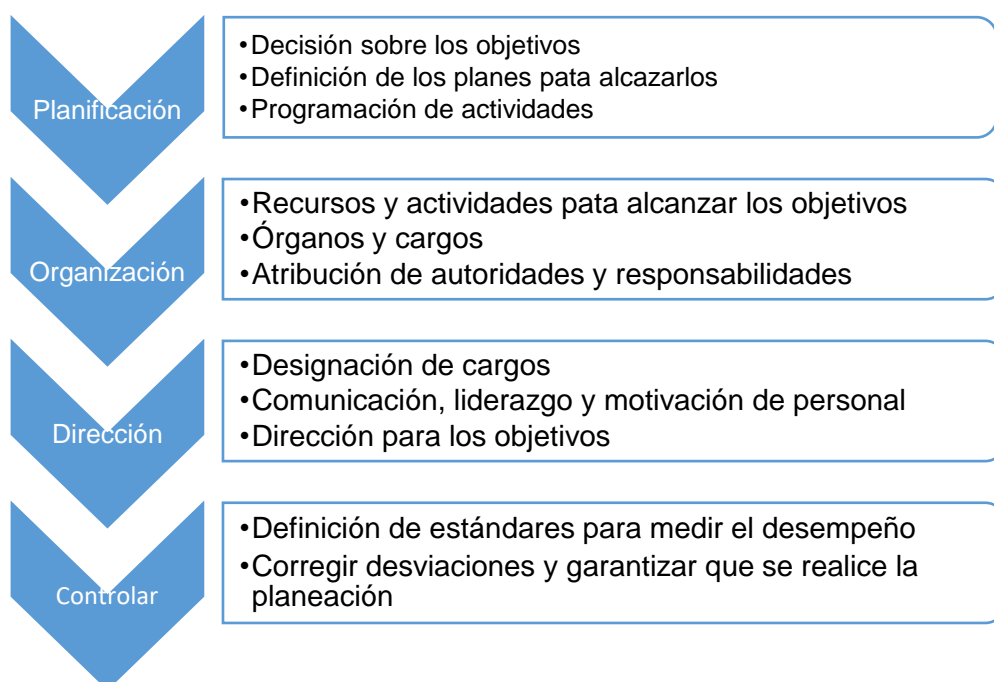 Planificación
•Decisión sobre los objetivos
•Definición de los planes pata alcazarlos
•Programación de actividades
Organización
•Recursos y actividades pata alcanzar los objetivos
•Órganos y cargos
•Atribución de autoridades y responsabilidades
Dirección
•Designación de cargos
•Comunicación, liderazgo y motivación de personal
•Dirección para los objetivos
Controlar
•Definición de estándares para medir el desempeño
•Corregir desviaciones y garantizar que se realice la
planeación